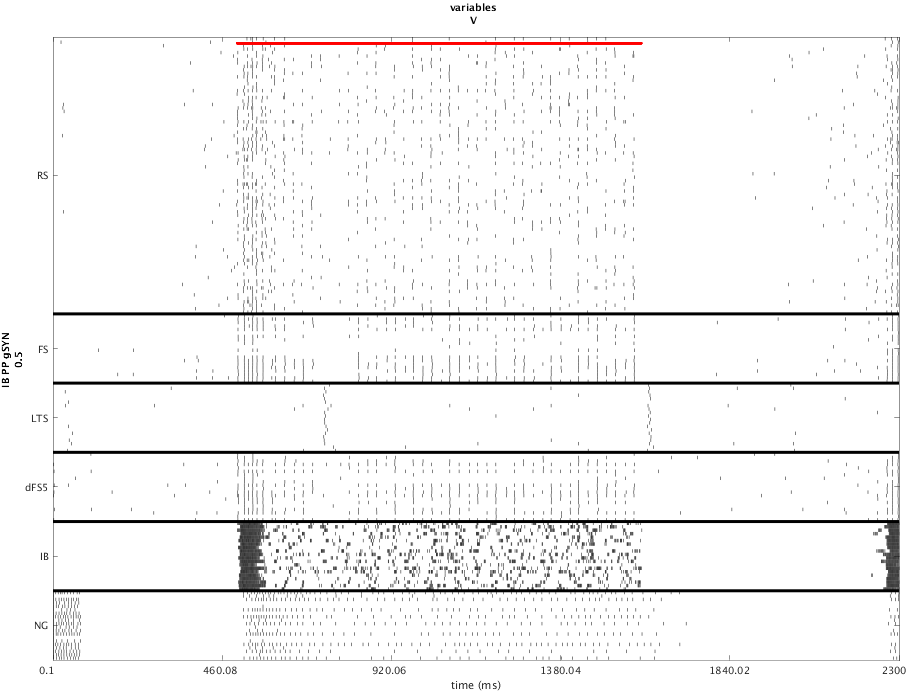 variables
V
IB PP gSYN
0.5
RS
FS
LTS
dFS5
IB
NG
0.1 460.08 920.06 1380.04 1840.02 2300
time (ms)